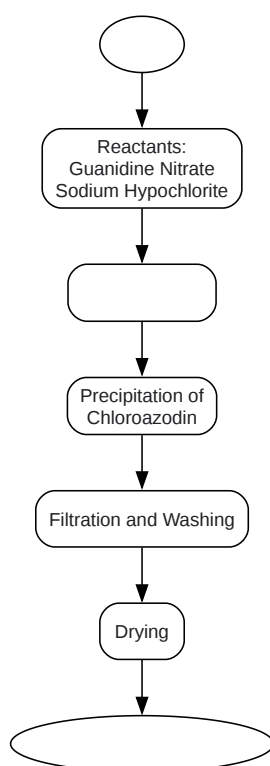 Reactants:
Guanidine Nitrate
Sodium Hypochlorite
Precipitation of
Chloroazodin
Filtration and Washing
Drying